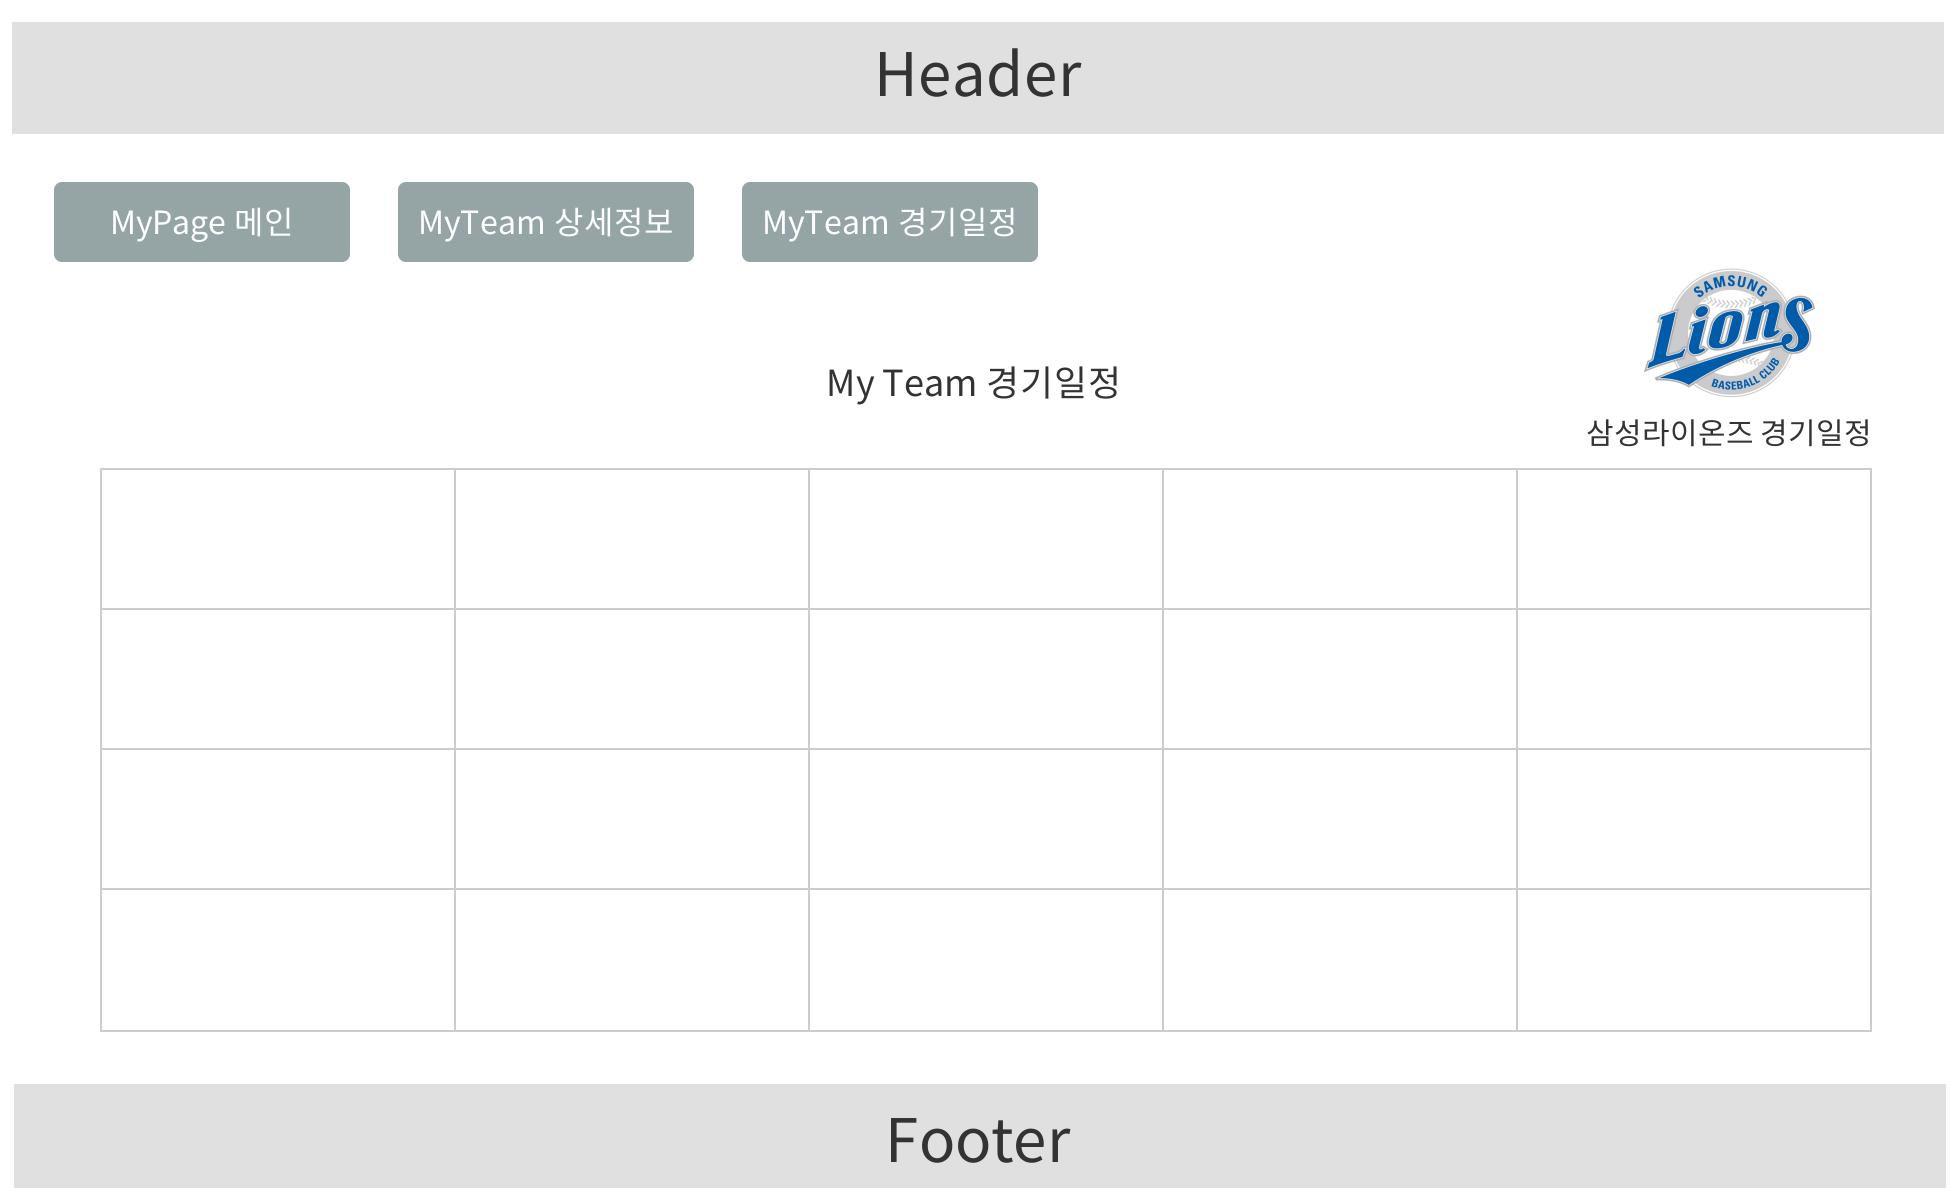 Header
MyPage 메인
MyTeam 상세정보
MyTeam 경기일정
SAMSUNG
Lions
BASEBALL CLUB
My Team 경기일정
삼성라이온즈 경기일정
Footer